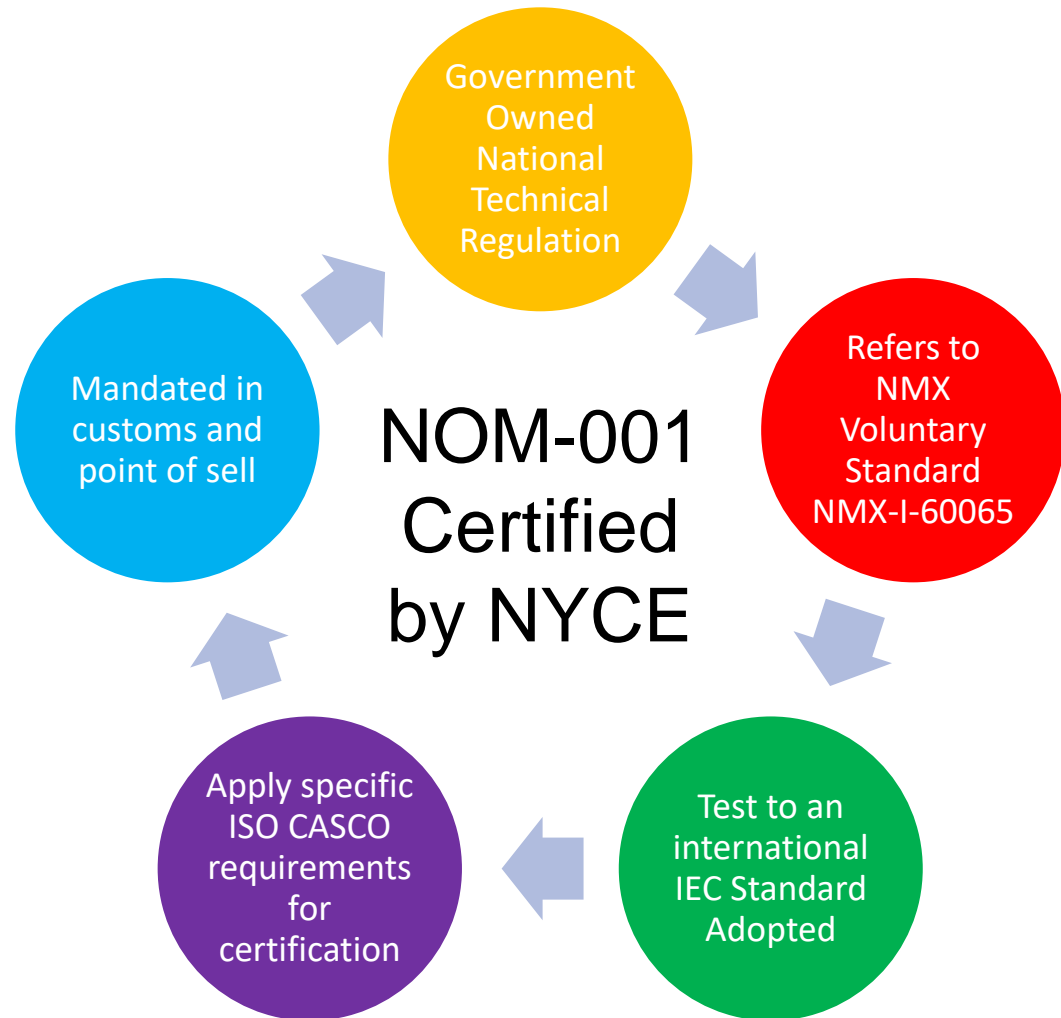 Government
Owned
National
Technical
Regulation
Refers to
NMX
Voluntary
Standard
NMX-I-60065
Test to an
international
IEC Standard
Adopted
Apply specific
ISO CASCO
requirements
for
certification
Mandated in
customs and
point of sell
NOM-001
Certified
by NYCE